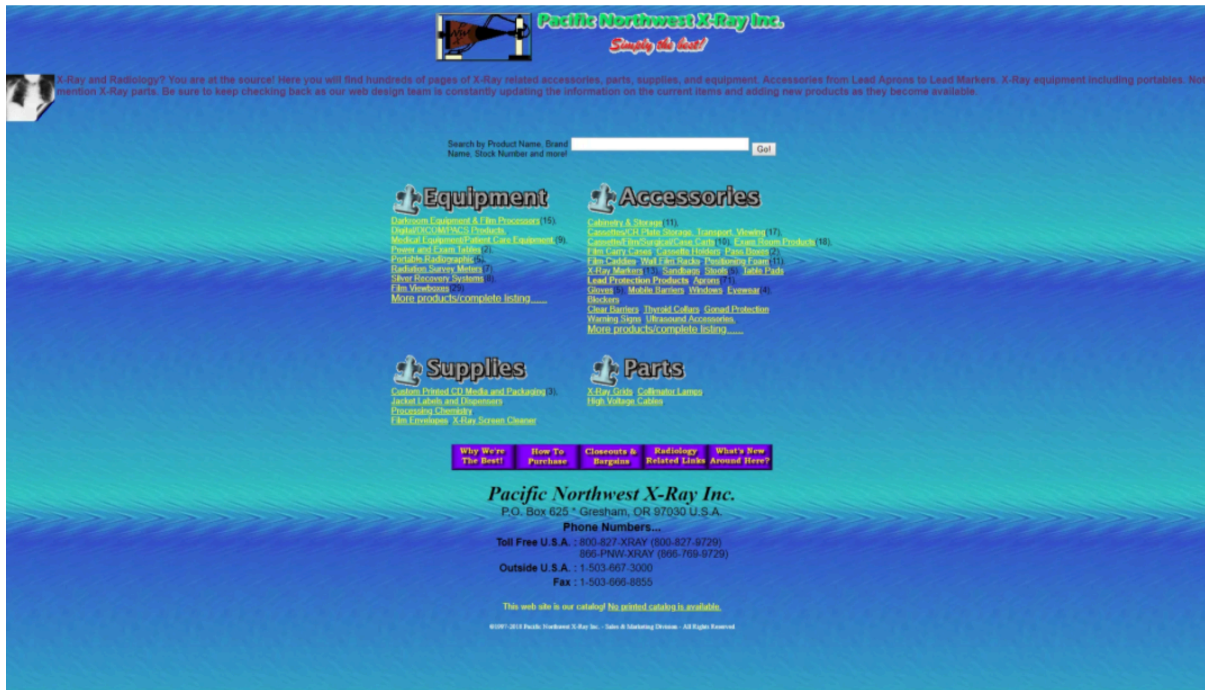 Pacific Northwest X-Ray Inc.
Simply the best!
X-Ray and Radiology? You are at the source! Here you will find hundreds of pages of X-Ray related accessories, parts, supplies, and equipment. Accessories from Lead Aprons to Lead Markers. X-Ray equipment including portables. Not
mention X-Ray parts. Be sure to keep checking back as our web design team is constantly updating the information on the current items and adding new products as they become available.
Search by Product Name, Brand
Name, Stock Number and more!
Go!
Equipment
Darkroom Equipment & Film Processors (15),
Digital/DICOM/PACS Products,
Medical Equipment/Patient Care Equipment, (9),
Power and Exam Tables (2),
Portable Radiographic
Radiation Survey Meters
Silver Recovery Systems
Film Viewboxes
More products/complete listing......
Accessories
Cabinetry & Storage (11),
Cassettes/CR Plate Storage, Transport, Viewing (17),
Cassette/Film/Surgical/Case Carts (10), Exam Room Products (18),
Film Carry Cases Cassette Holders Pass Boxes (2)
Film Caddies Wall Film Racks Positioning Foam (11)
X-Ray Markers (13) Sandbags Stools Table Pads
Lead Protection Products Aprons
Gloves Mobile Barriers Windows Eyewear (4),
Blockers
Clear Barriers Thyroid Collars Gonad Protection
Warning Signs Ultrasound Accessories,
More products/complete listing......
Supplies
Custom Printed CD Media and Packaging (3),
Jacket Labels and Dispensers
Processing Chemistry
Film Envelopes X-Ray Screen Cleaner
Parts
X-Ray Grids Collimator Lamps
High Voltage Cables
Why We're The Best!
How To Purchase
Closeouts & Bargains
Radiology Related Links
What's New Around Here?
Pacific Northwest X-Ray Inc.
P.O. Box 625 * Gresham, OR 97030 U.S.A.
Phone Numbers...
Toll Free U.S.A. : 800-827-XRAY (800-827-9729)
866-PNW-XRAY (866-769-9729)
Outside U.S.A. : 1-503-667-3000
Fax : 1-503-666-8855
This web site is our catalog! No printed catalog is available.
Pacific Northwest X-Ray Inc. - Sales & Marketing Division - All Rights Reserved